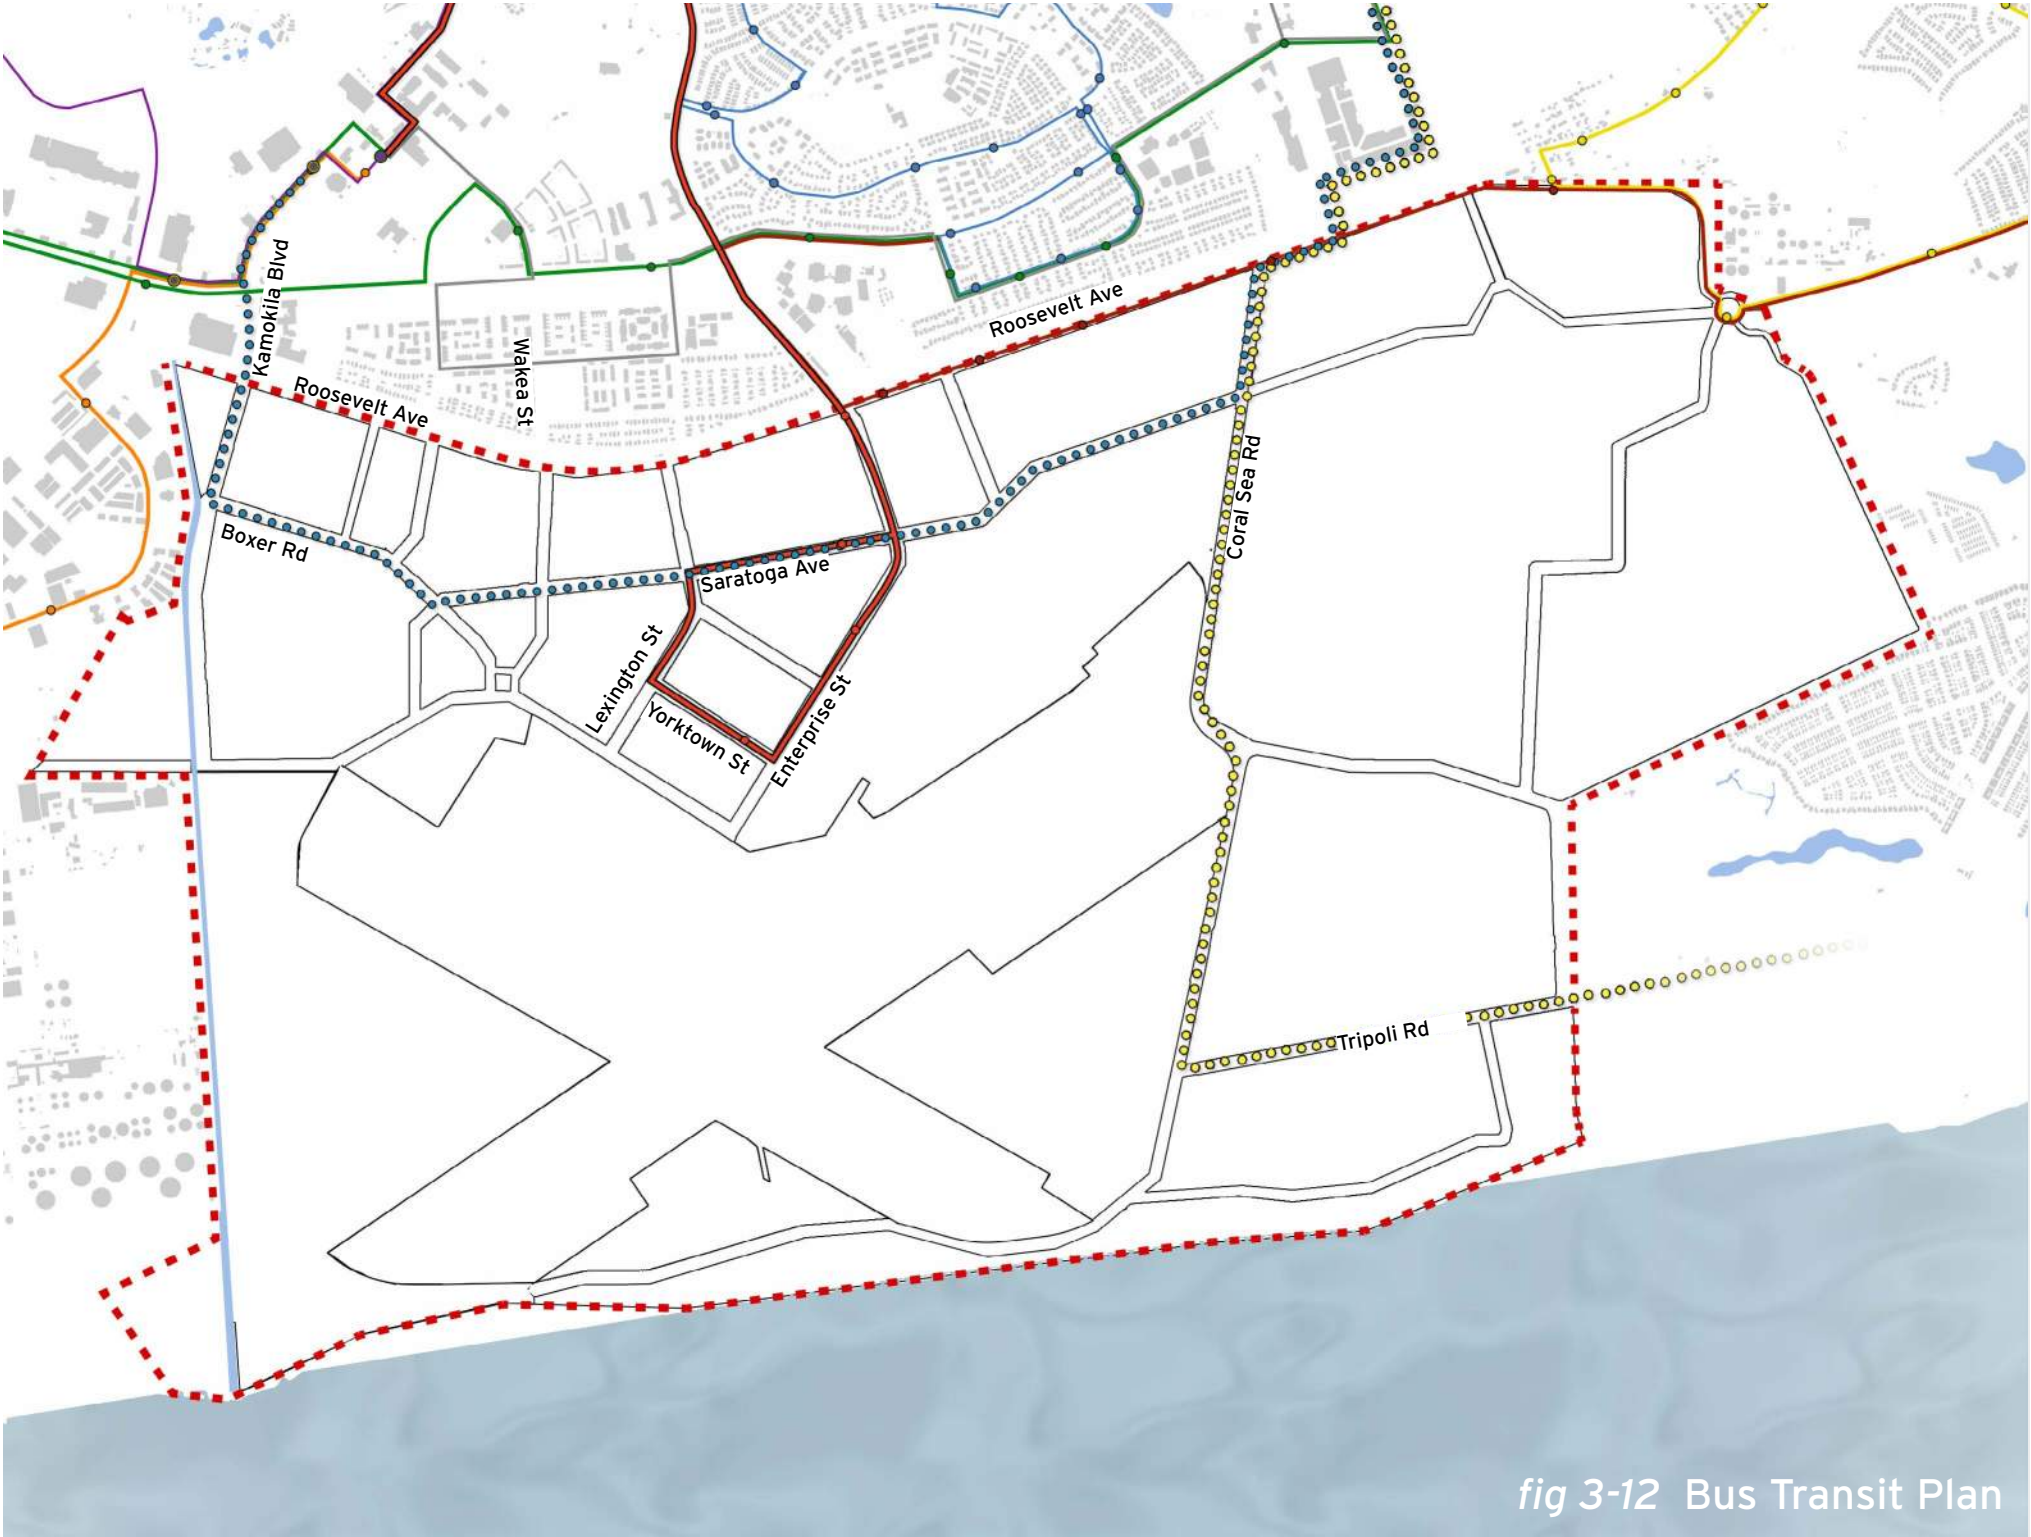 Kamokila Blvd
Roosevelt Ave
Wakea St
Roosevelt Ave
Boxer Rd
Saratoga Ave
Coral Sea Rd
Lexington St
Yorktown St
Enterprise St
Tripoli Rd
fig 3-12 Bus Transit Plan